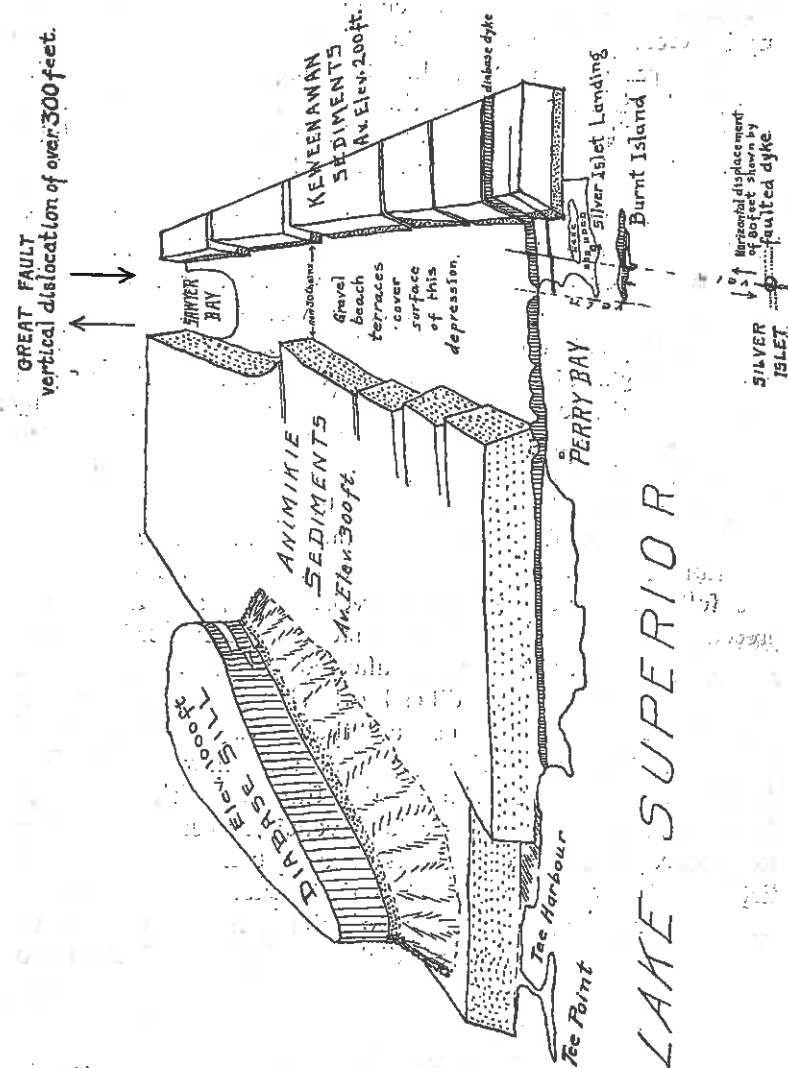 GREAT FAULT
vertical dislocation of over 300 feet.
SAWYER
BAY
KEWEENAWAN
SEDIMENTS
Av. Elev. 200 ft.
Gravel
beach
terraces
cover
surface
of this
depression.
diabase dyke
ANIMIKIE
SEDIMENTS
Av. Elev. 300 ft.
Elev. 1000 ft
DIABASE SILL
LAKE
Silver Islet Landing
Burnt Island
PERRY BAY
Horizontal displacement
of 80 feet shown by
faulted dyke.
SILVER
ISLET
Tee Harbour
Tee Point
LAKE SUPERIOR